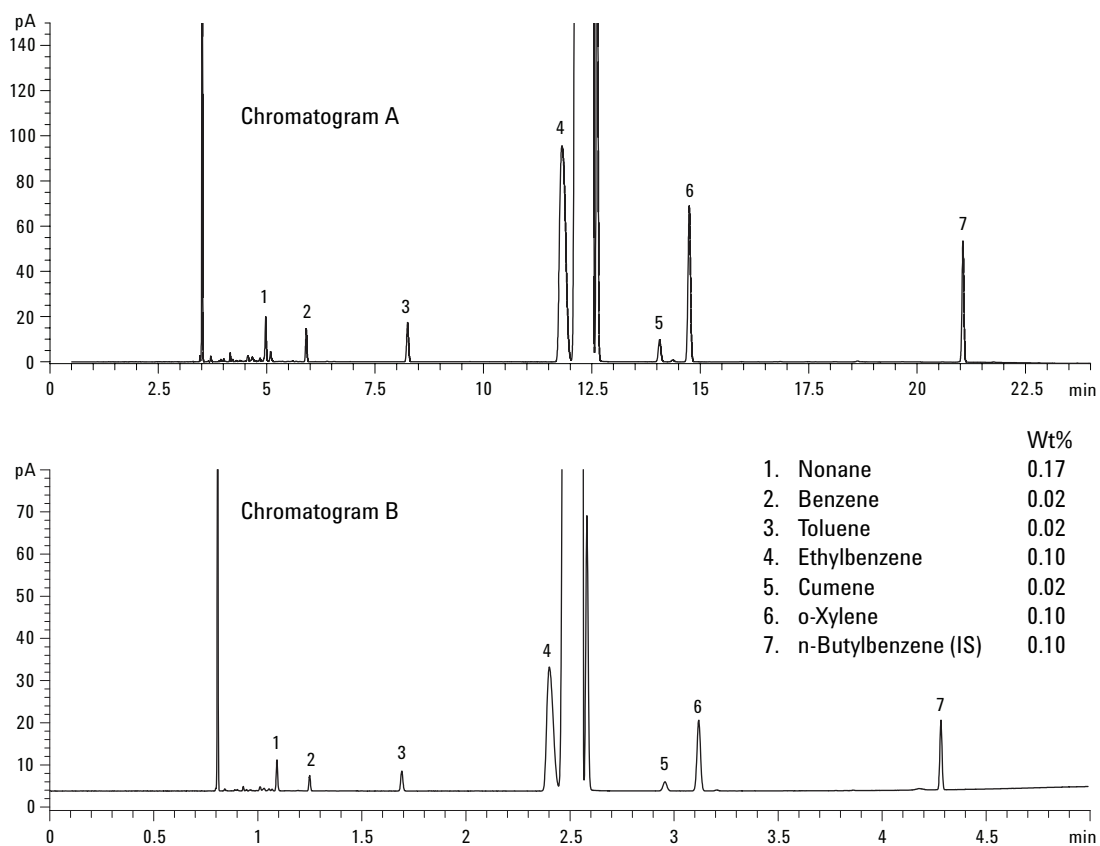 pA
140
120
100
80
60
40
20
0
Chromatogram A
1
2
3
4
5
6
7
0 2.5 5 7.5 10 12.5 15 17.5 20 22.5 min
pA
70
60
50
40
30
20
10
0
Chromatogram B
Wt%
1. Nonane 0.17
2. Benzene 0.02
3. Toluene 0.02
4. Ethylbenzene 0.10
5. Cumene 0.02
6. o-Xylene 0.10
7. n-Butylbenzene (IS) 0.10
1
2
3
4
5
6
7
0 0.5 1 1.5 2 2.5 3 3.5 4 4.5 min